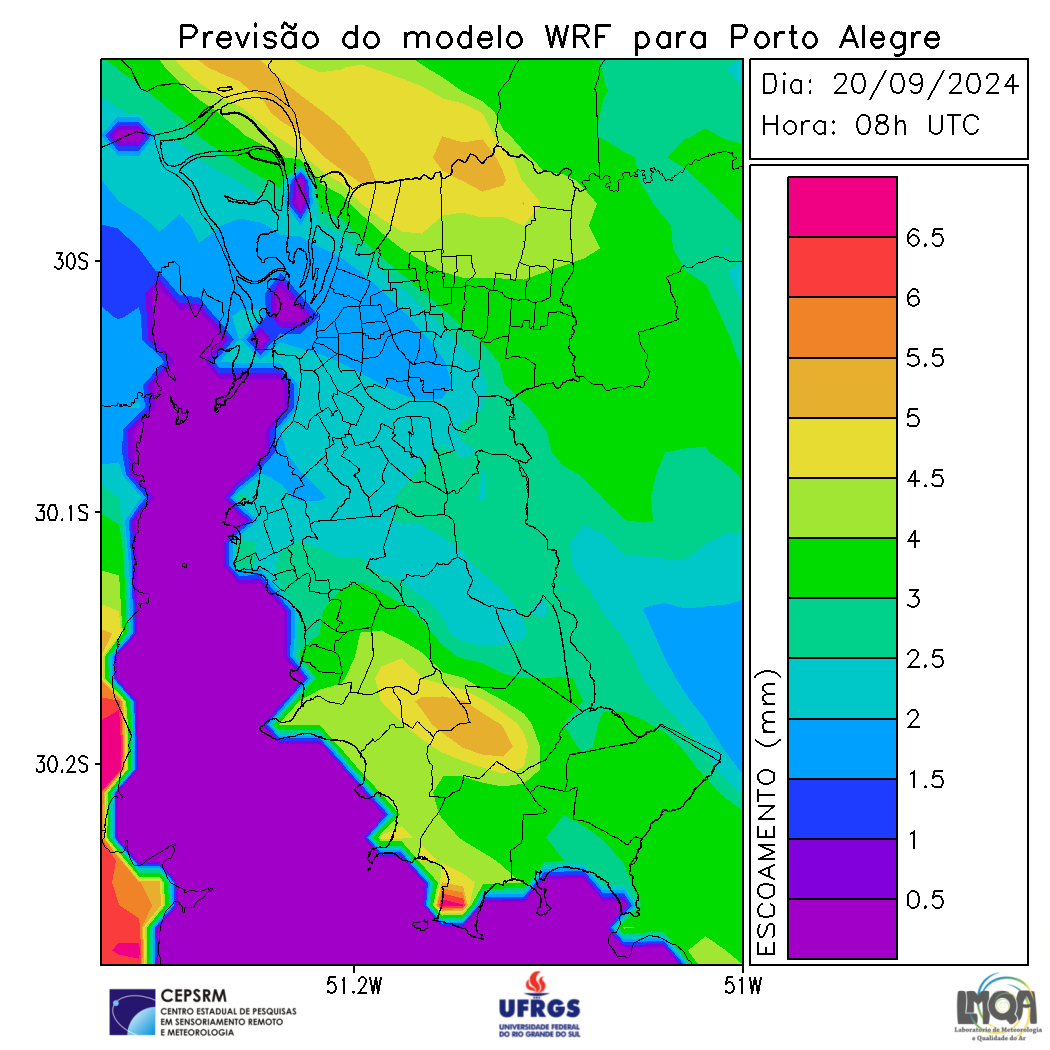 Previsão do modelo WRF para Porto Alegre
Dia: 20/09/2024
Hora: 08h UTC
30S
30.1S
30.2S
51.2W
51W
ESCOAMENTO (mm)
6.5
6
5.5
5
4.5
4
3
2.5
2
1.5
1
0.5
CEPSRM
CENTRO ESTADUAL DE PESQUISAS
EM SENSORIAMENTO REMOTO
E METEOROLOGIA
UFRGS
UNIVERSIDADE FEDERAL
DO RIO GRANDE DO SUL
LMQA
Laboratório de Meteorologia
e Qualidade do Ar